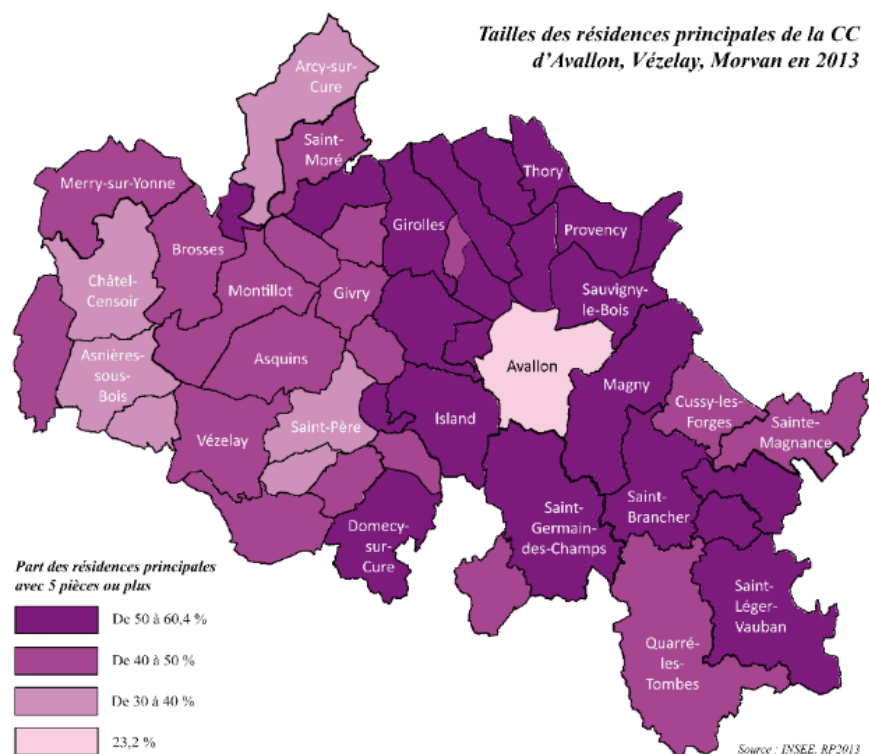 Tailles des résidences principales de la CC
d'Avallon, Vézelay, Morvan en 2013
Arcy-sur-
Cure
Saint-
Moré
Thory
Merry-sur-Yonne
Girolles
Provency
Brosses
Châtel-
Censoir
Montillot
Givry
Sauvigny-
le-Bois
Asquins
Asnières-
sous-
Bois
Avallon
Magny
Cussy-les-
Forges
Sainte-
Magnance
Island
Saint-Père
Vézelay
Saint-
Brancher
Saint-
Germain-
des-Champs
Domecy-
sur-
Cure
Saint-
Léger-
Vauban
Quarré-
les-
Tombes
Part des résidences principales
avec 5 pièces ou plus
De 50 à 60,4 %
De 40 à 50 %
De 30 à 40 %
23,2 %
Source : INSEE, RP2013